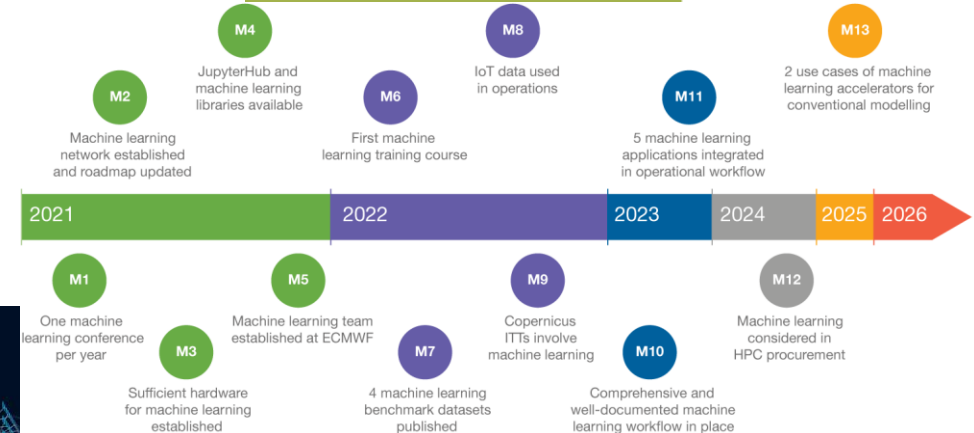 M4
JupyterHub and
machine learning
libraries available
M8
IoT data used
in operations
M13
2 use cases of machine
learning accelerators for
conventional modelling
M2
Machine learning
network established
and roadmap updated
M6
First machine
learning training course
M11
5 machine learning
applications integrated
in operational workflow
2021
2022
2023
2024
2025
2026
M1
One machine
learning conference
per year
M5
Machine learning team
established at ECMWF
M9
Copernicus
ITTs involve
machine learning
M12
Machine learning
considered in
HPC procurement
M3
Sufficient hardware
for machine learning
established
M7
4 machine learning
benchmark datasets
published
M10
Comprehensive and
well-documented machine
learning workflow in place